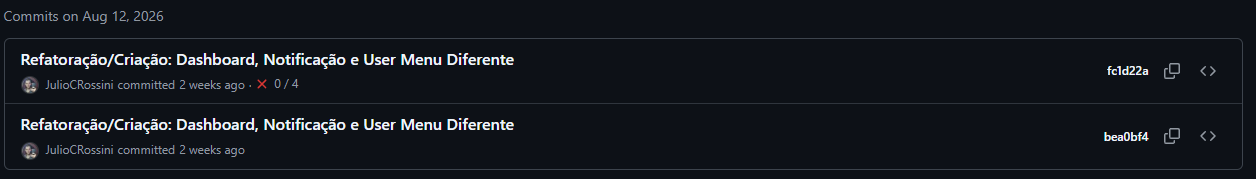 Commits on Aug 12, 2026
Refatoração/Criação: Dashboard, Notificação e User Menu Diferente
JulioCRossini committed 2 weeks ago · ✕ 0 / 4
fc1d22a
Refatoração/Criação: Dashboard, Notificação e User Menu Diferente
JulioCRossini committed 2 weeks ago
bea0bf4